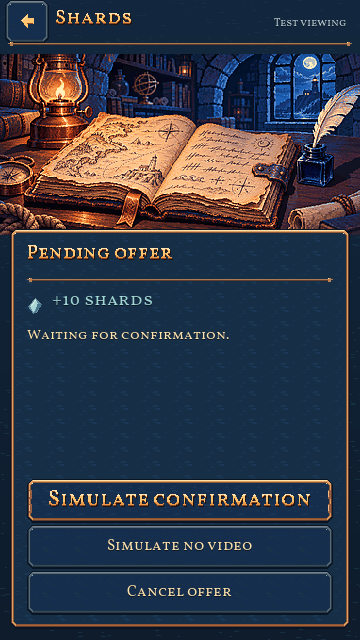 Shards
Test viewing
Pending offer
+10 shards
Waiting for confirmation.
Simulate confirmation
Simulate no video
Cancel offer